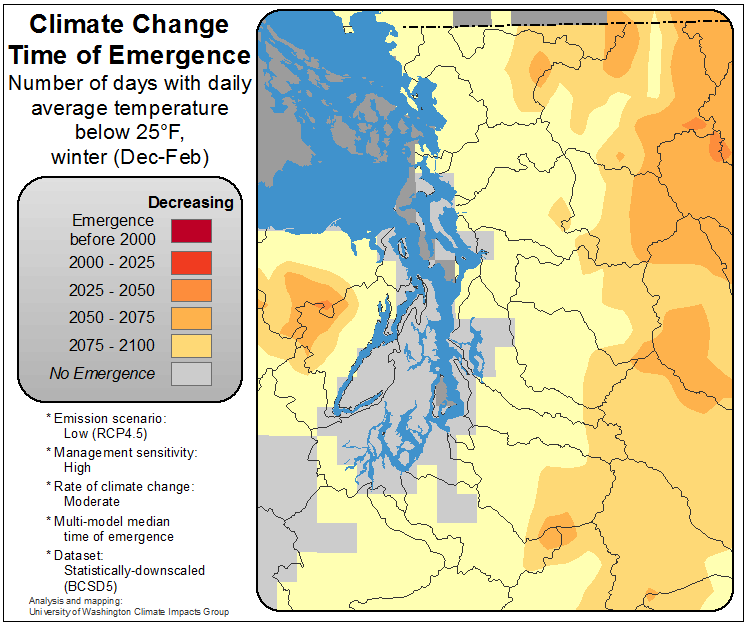 Climate Change
Time of Emergence
Number of days with daily
average temperature
below 25°F,
winter (Dec-Feb)
Decreasing
Emergence
before 2000
2000 - 2025
2025 - 2050
2050 - 2075
2075 - 2100
No Emergence
* Emission scenario:
Low (RCP4.5)
* Management sensitivity:
High
* Rate of climate change:
Moderate
* Multi-model median
time of emergence
* Dataset:
Statistically-downscaled
(BCSD5)
Analysis and mapping:
University of Washington Climate Impacts Group